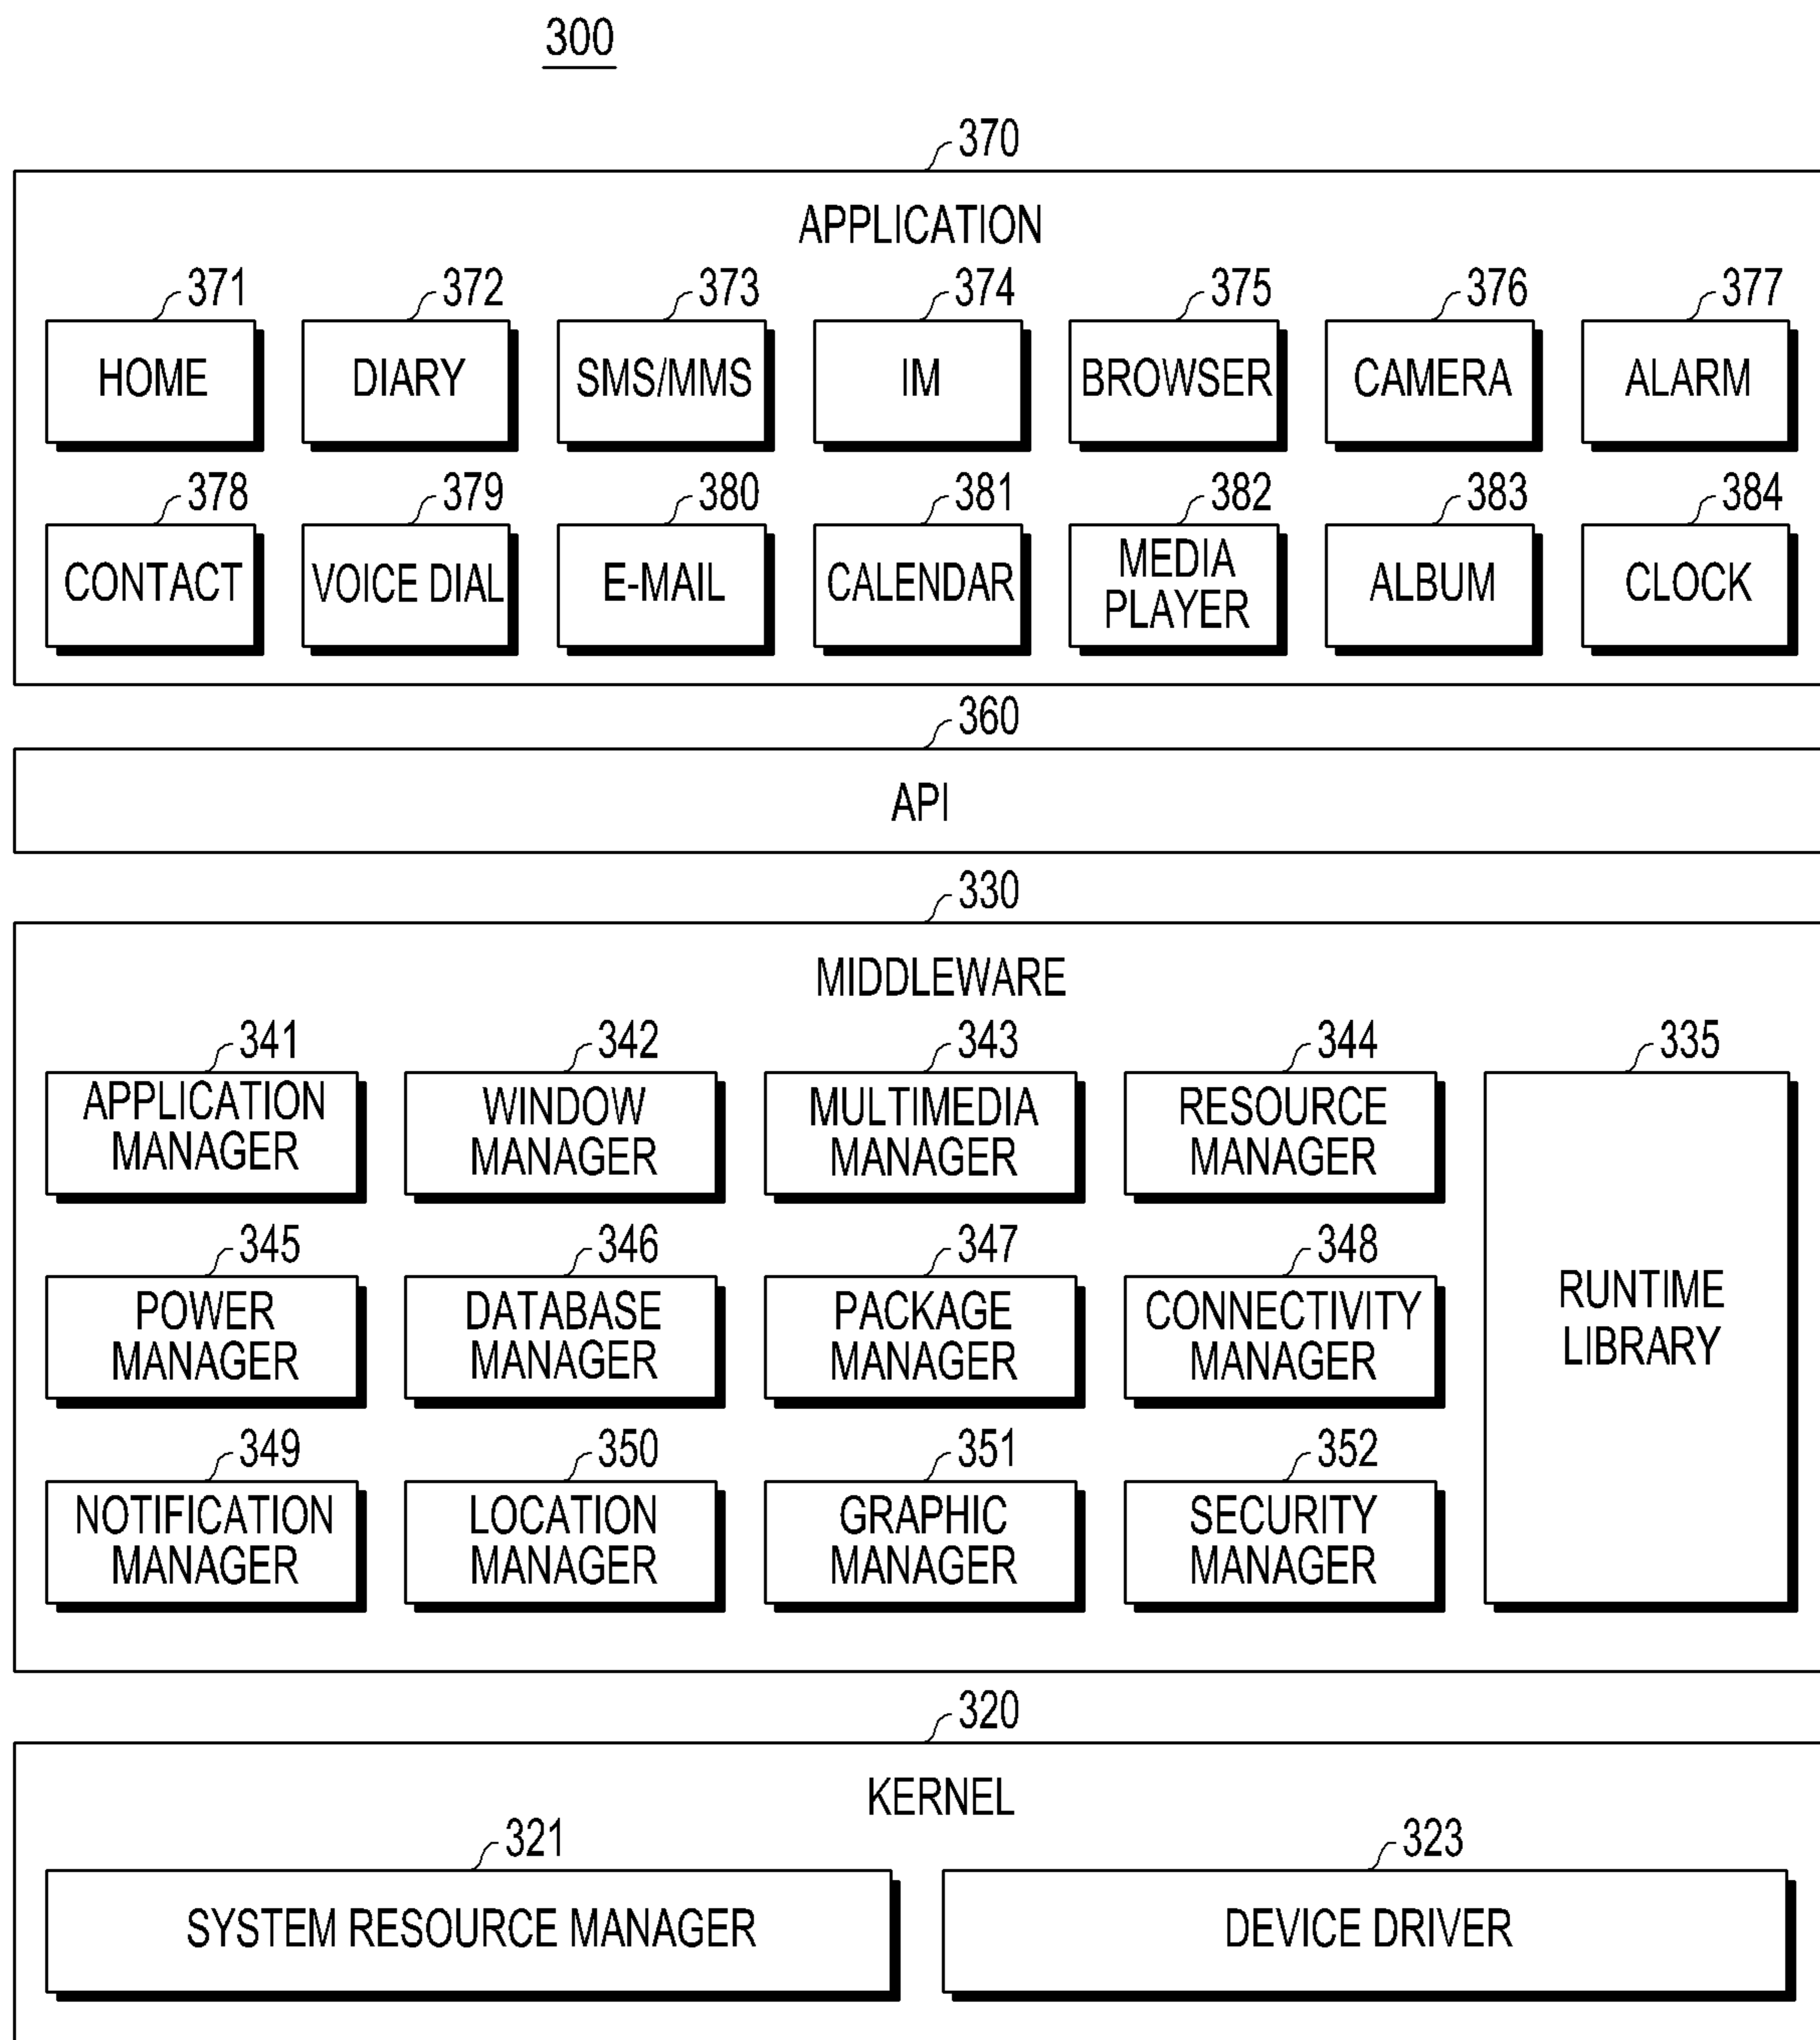 300
370
APPLICATION
371 372 373 374 375 376 377
HOME DIARY SMS/MMS IM BROWSER CAMERA ALARM
378 379 380 381 382 383 384
CONTACT VOICE DIAL E-MAIL CALENDAR MEDIA PLAYER ALBUM CLOCK
360
API
330
MIDDLEWARE
341 342 343 344 335
APPLICATION MANAGER WINDOW MANAGER MULTIMEDIA MANAGER RESOURCE MANAGER
345 346 347 348
POWER MANAGER DATABASE MANAGER PACKAGE MANAGER CONNECTIVITY MANAGER RUNTIME LIBRARY
349 350 351 352
NOTIFICATION MANAGER LOCATION MANAGER GRAPHIC MANAGER SECURITY MANAGER
320
KERNEL
321 323
SYSTEM RESOURCE MANAGER DEVICE DRIVER